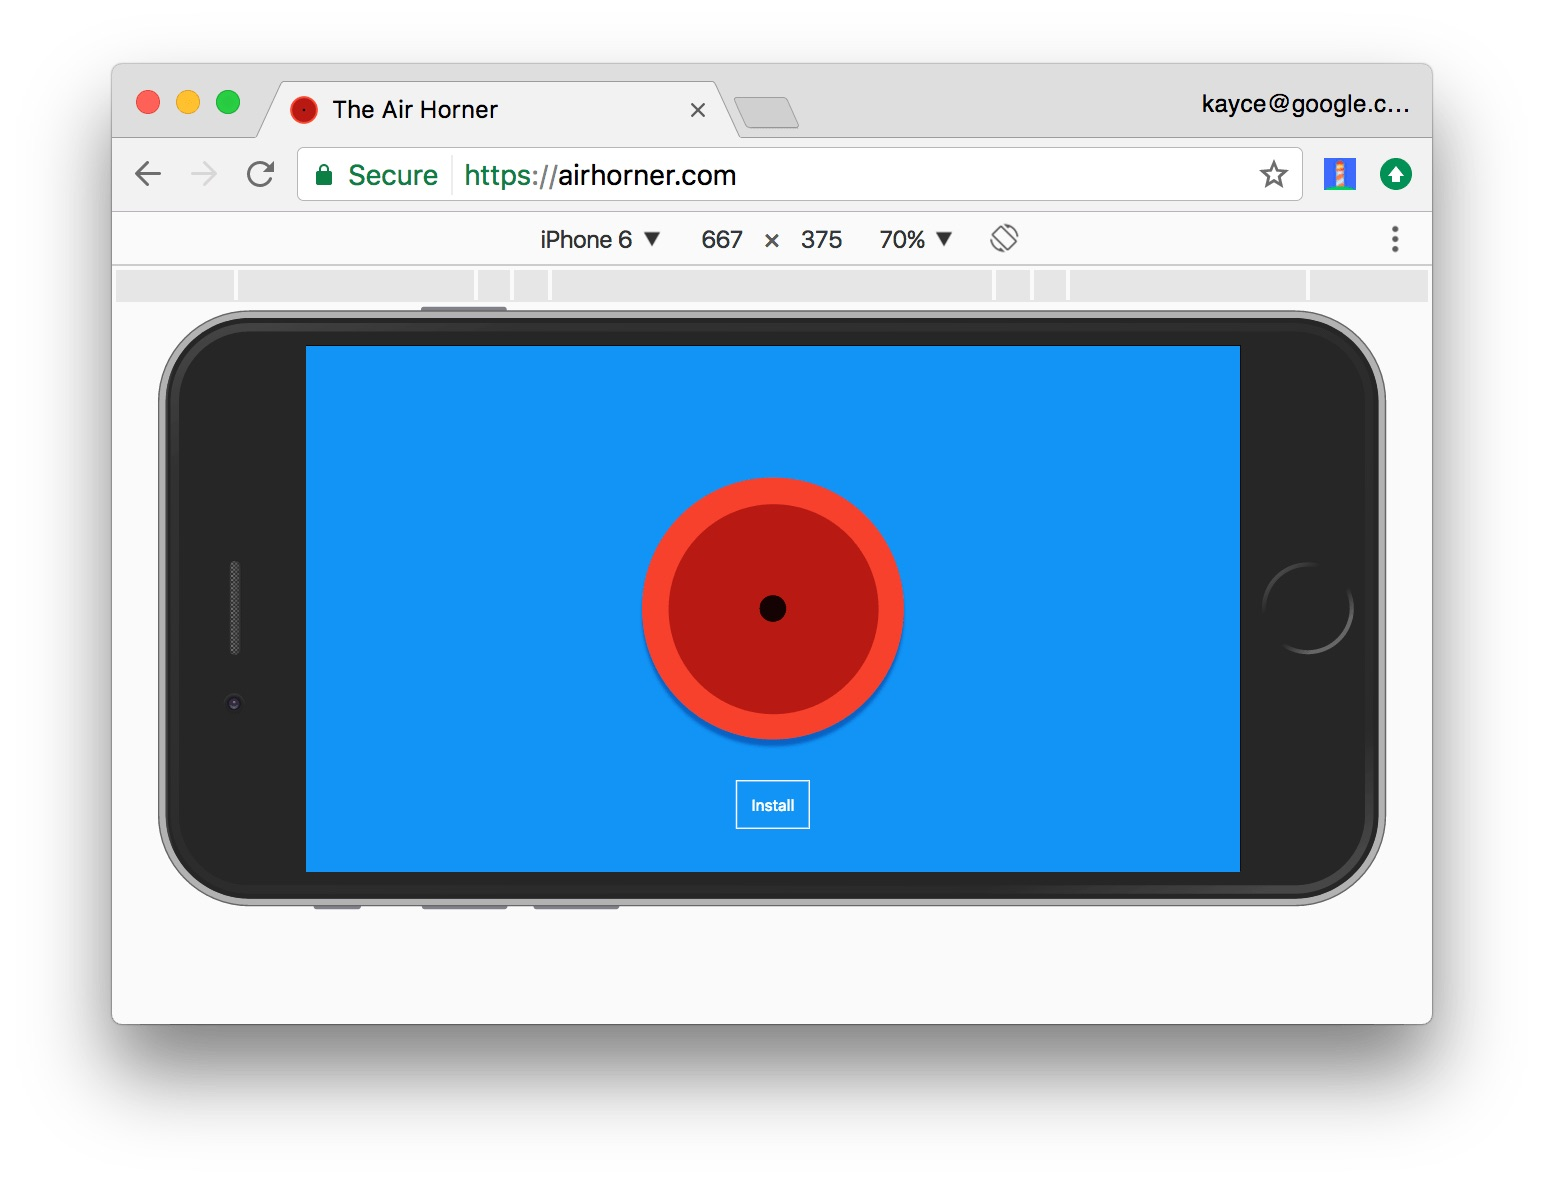 The Air Horner
kayce@google.c...
Secure https://airhorner.com
iPhone 6 667 × 375 70%
Install